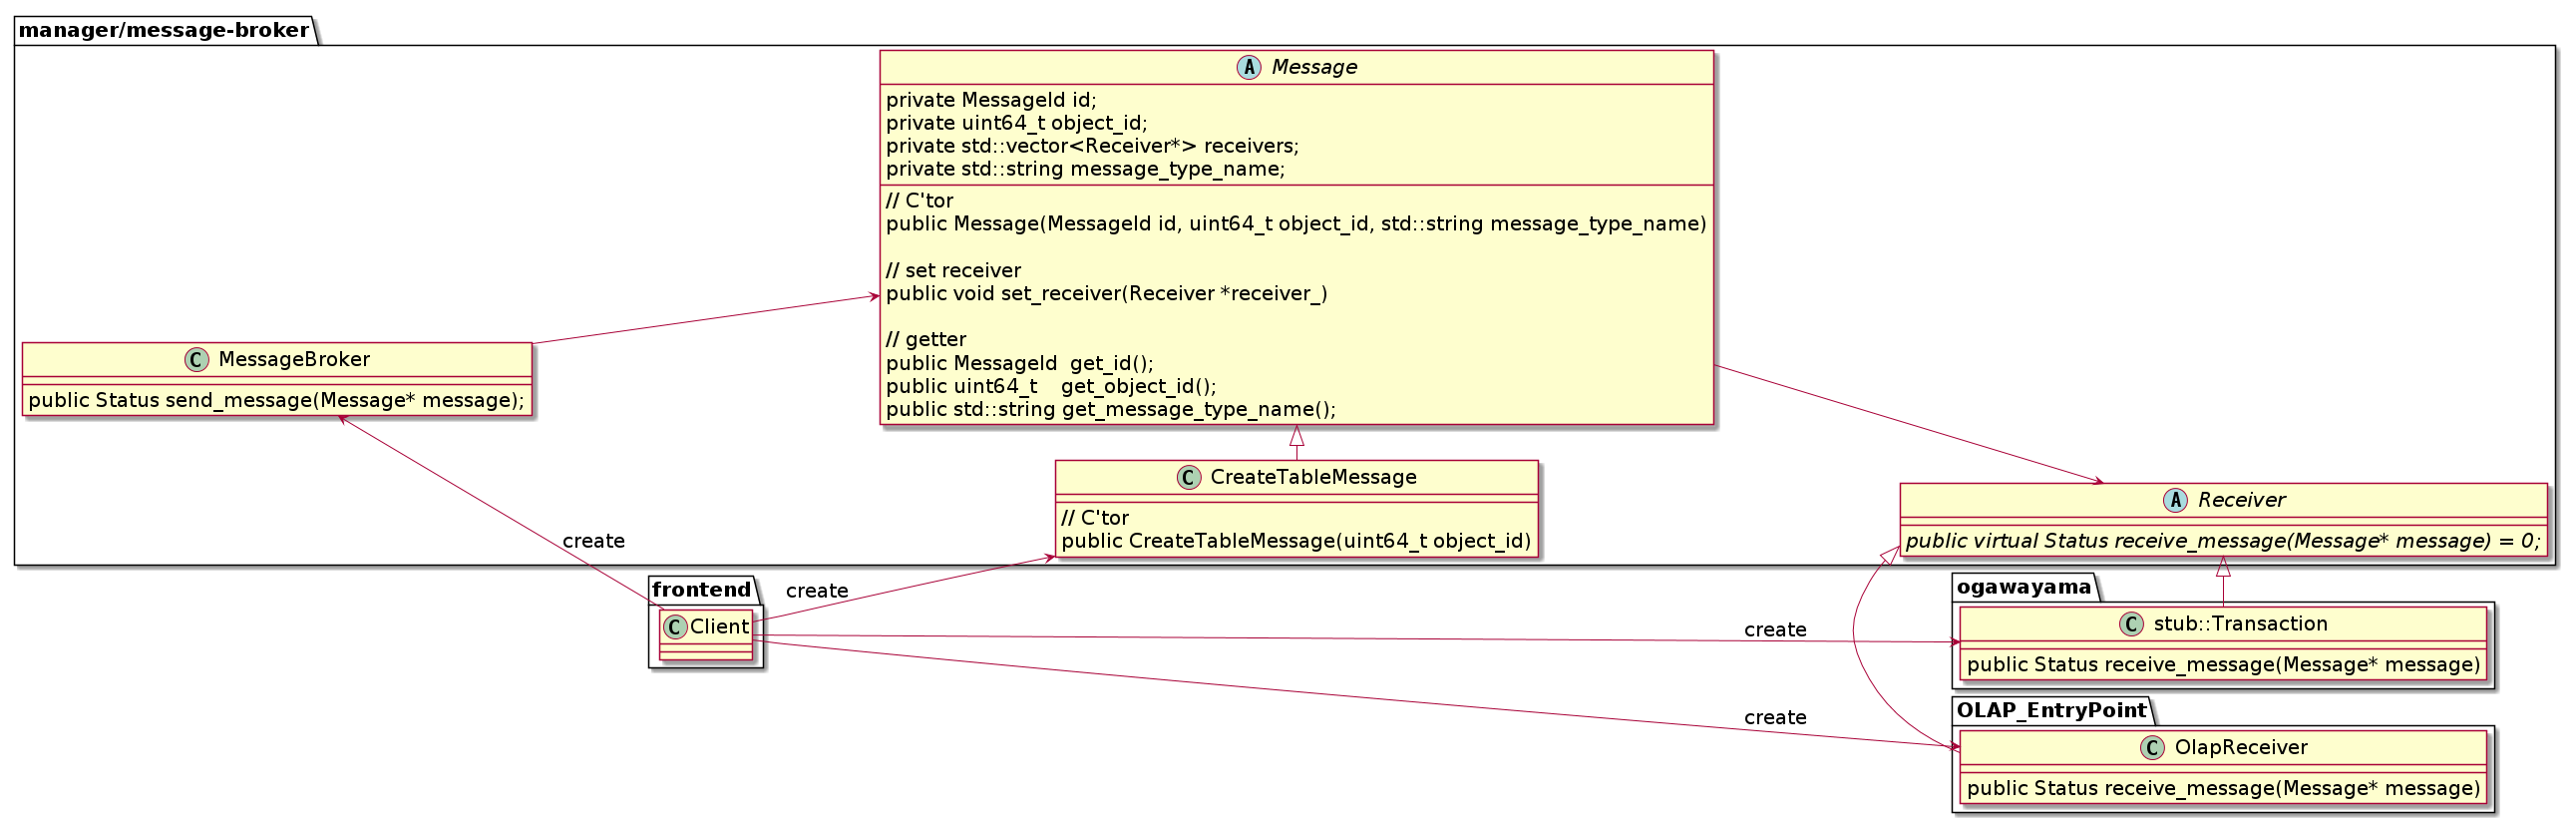 manager/message-broker
A Message
private MessageId id;
private uint64_t object_id;
private std::vector<Receiver*> receivers;
private std::string message_type_name;
// C'tor
public Message(MessageId id, uint64_t object_id, std::string message_type_name)
// set receiver
public void set_receiver(Receiver *receiver_)
// getter
public MessageId  get_id();
public uint64_t    get_object_id();
public std::string get_message_type_name();
C MessageBroker
public Status send_message(Message* message);
C CreateTableMessage
// C'tor
public CreateTableMessage(uint64_t object_id)
A Receiver
public virtual Status receive_message(Message* message) = 0;
create
create
frontend
C Client
create
create
ogawayama
C stub::Transaction
public Status receive_message(Message* message)
OLAP_EntryPoint
C OlapReceiver
public Status receive_message(Message* message)